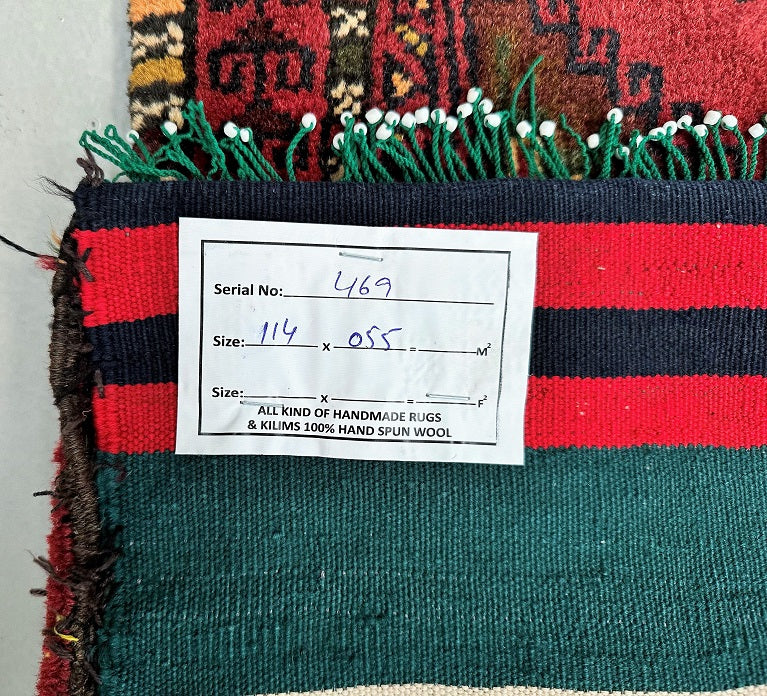 Serial No: 469
Size: 114 x 055 = M²
Size: x = F²
ALL KIND OF HANDMADE RUGS
& KILIMS 100% HAND SPUN WOOL